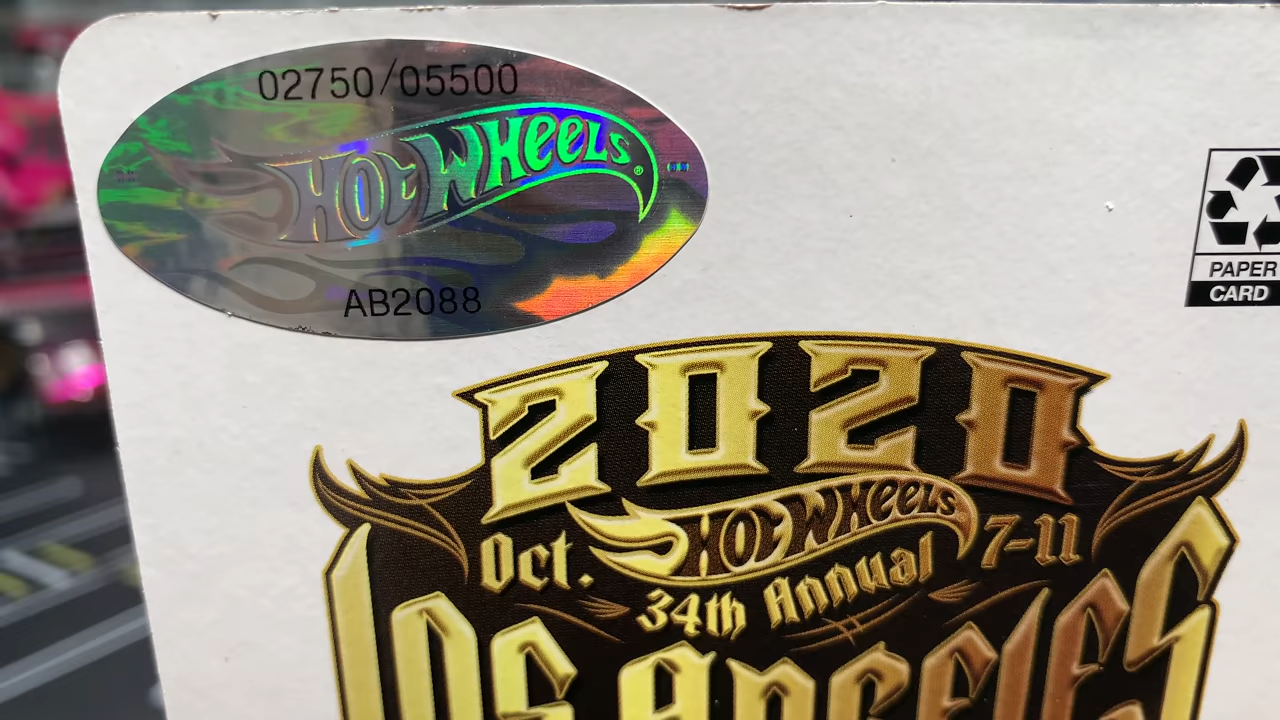 02750/05500
HOT WHEELS®
AB2088
PAPER
CARD
2020
HOT WHEELS
Oct. 7-11
34th Annual
LOS ANGELES